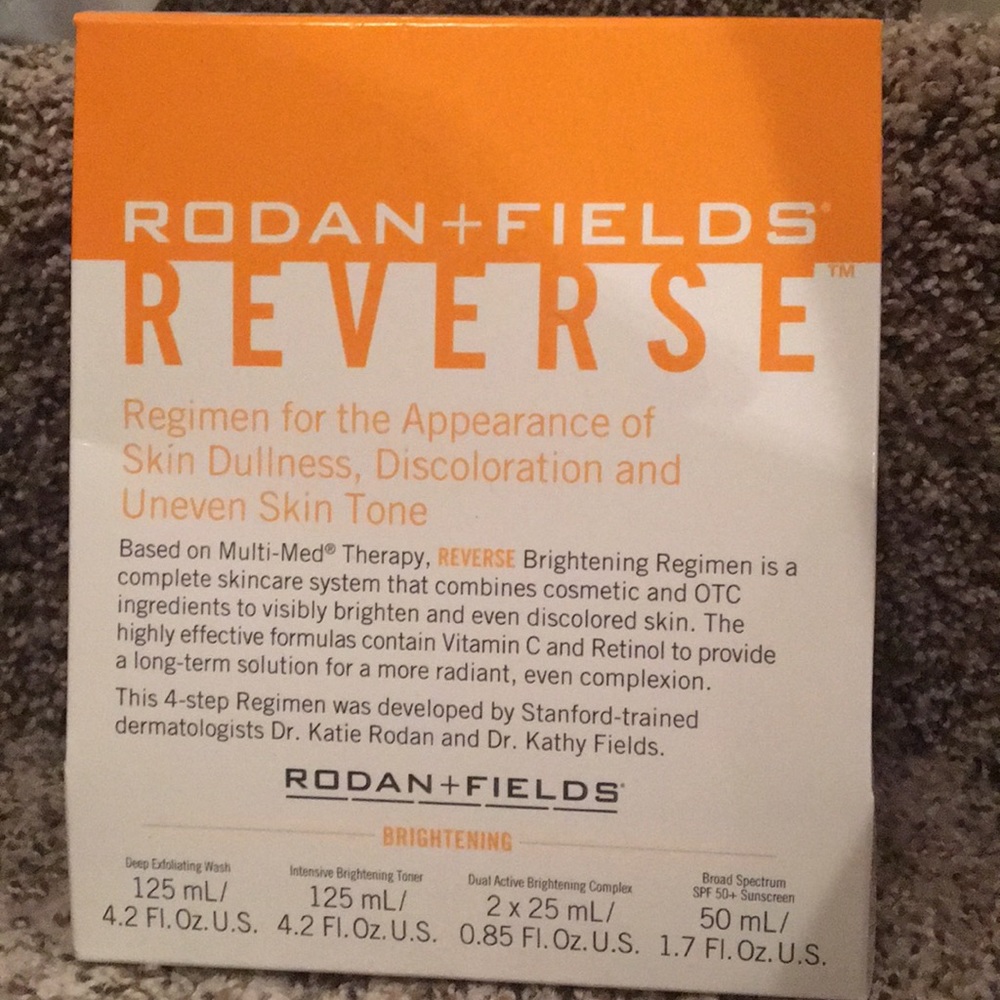 RODAN+FIELDS®
REVERSE™
Regimen for the Appearance of
Skin Dullness, Discoloration and
Uneven Skin Tone
Based on Multi-Med® Therapy, REVERSE Brightening Regimen is a
complete skincare system that combines cosmetic and OTC
ingredients to visibly brighten and even discolored skin. The
highly effective formulas contain Vitamin C and Retinol to provide
a long-term solution for a more radiant, even complexion.
This 4-step Regimen was developed by Stanford-trained
dermatologists Dr. Katie Rodan and Dr. Kathy Fields.
RODAN+FIELDS®
BRIGHTENING
Deep Exfoliating Wash
125 mL/
4.2 Fl. Oz. U.S.
Intensive Brightening Toner
125 mL/
4.2 Fl. Oz. U.S.
Dual Active Brightening Complex
2 x 25 mL/
0.85 Fl. Oz. U.S.
Broad Spectrum
SPF 50+ Sunscreen
50 mL/
1.7 Fl. Oz. U.S.